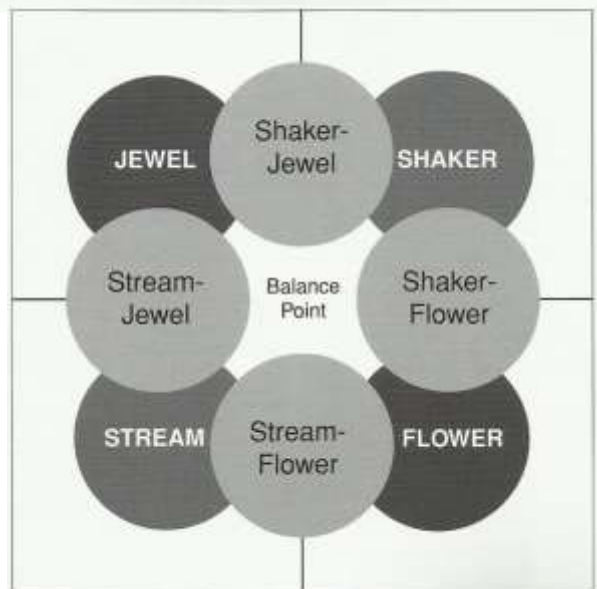 Shaker-
Jewel
JEWEL
SHAKER
Stream-
Jewel
Balance
Point
Shaker-
Flower
STREAM
Stream-
Flower
FLOWER